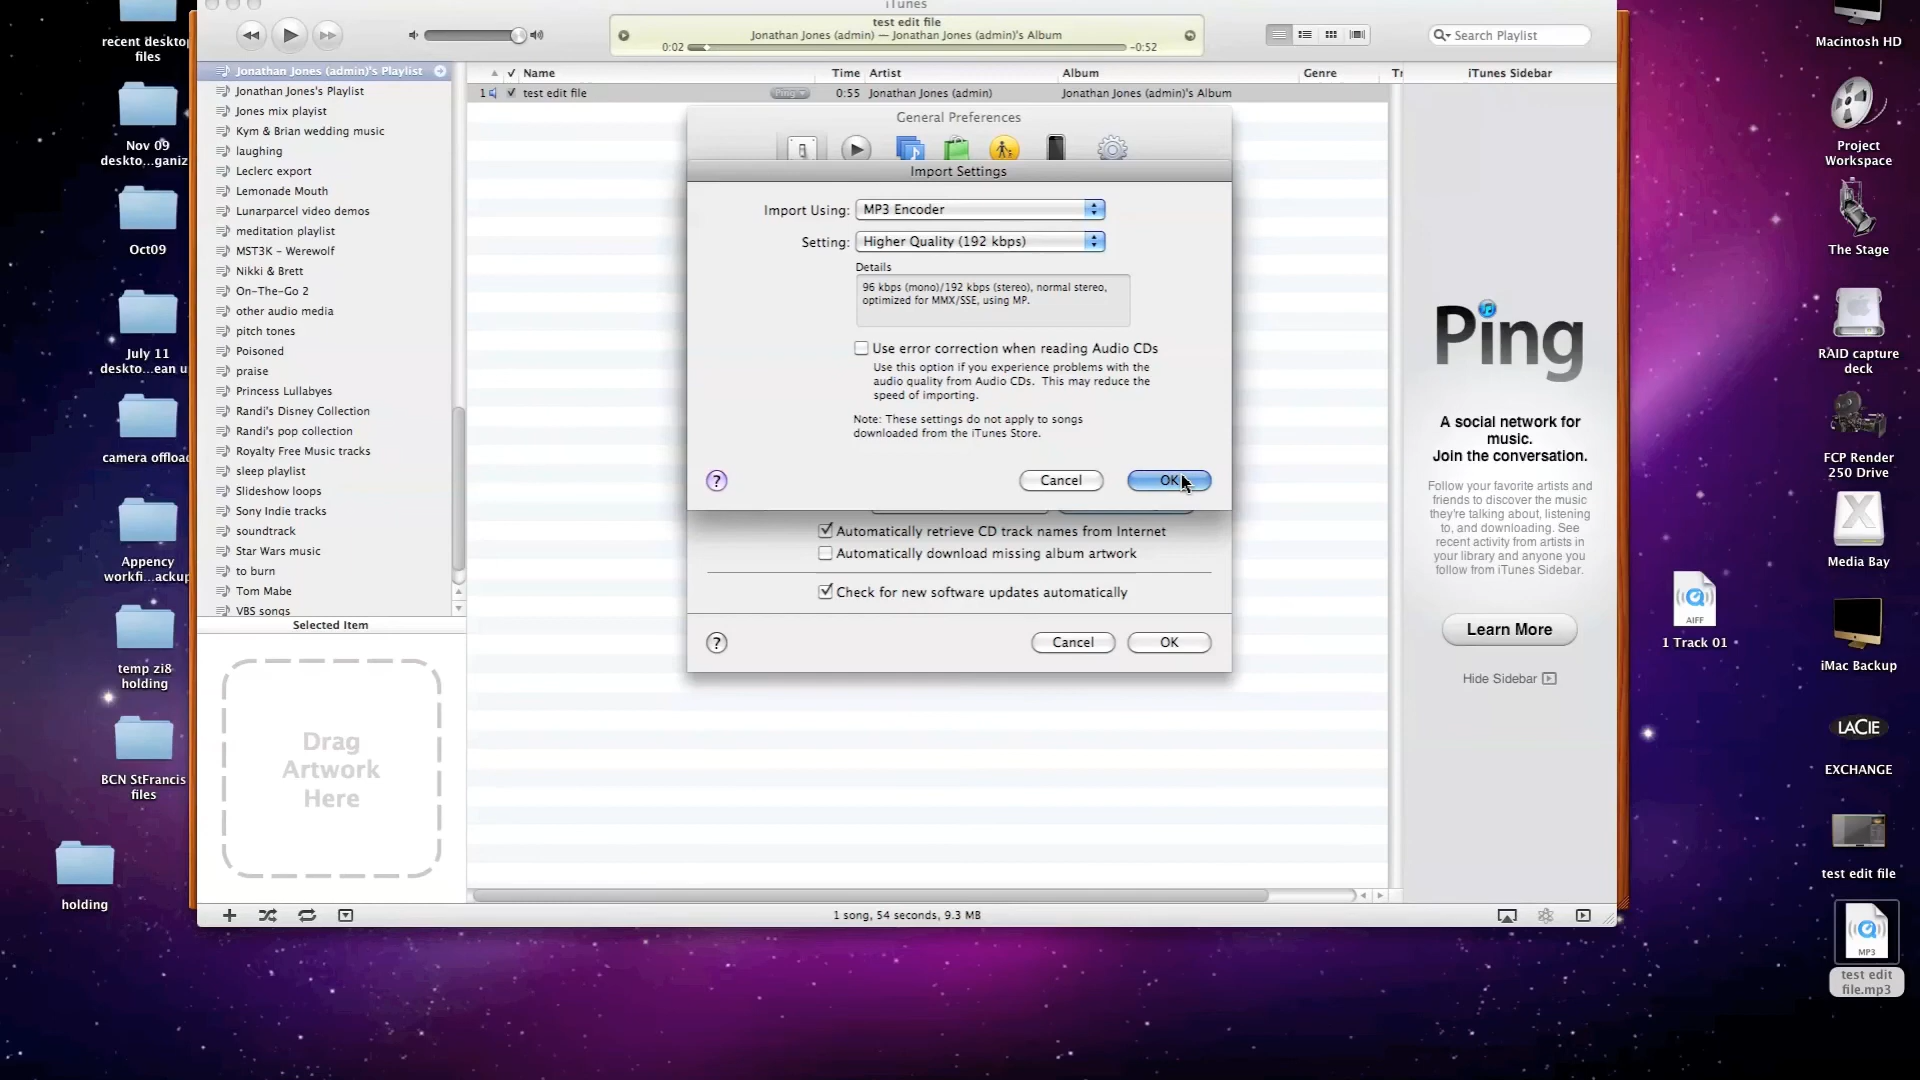 iTunes
test edit file
Jonathan Jones (admin) — Jonathan Jones (admin)'s Album
0:02
-0:52
Search Playlist
Jonathan Jones (admin)'s Playlist
Jonathan Jones's Playlist
Jones mix playist
Kym & Brian wedding music
laughing
Leclerc export
Lemonade Mouth
Lunarparcel video demos
meditation playlist
MST3K - Werewolf
Nikki & Brett
On-The-Go 2
other audio media
pitch tones
Poisoned
praise
Princess Lullabyes
Randi's Disney Collection
Randi's pop collection
Royalty Free Music tracks
sleep playlist
Slideshow loops
Sony Indie tracks
soundtrack
Star Wars music
to burn
Tom Mabe
VBS songs
Selected Item
Drag
Artwork
Here
Name Time Artist Album Genre Tr
1 test edit file Ping 0:55 Jonathan Jones (admin) Jonathan Jones (admin)'s Album
General Preferences
Import Settings
Import Using: MP3 Encoder
Setting: Higher Quality (192 kbps)
Details
96 kbps (mono)/192 kbps (stereo), normal stereo,
optimized for MMX/SSE, using MP.
Use error correction when reading Audio CDs
Use this option if you experience problems with the
audio quality from Audio CDs. This may reduce the
speed of importing.
Note: These settings do not apply to songs
downloaded from the iTunes Store.
? Cancel OK
Automatically retrieve CD track names from Internet
Automatically download missing album artwork
Check for new software updates automatically
? Cancel OK
1 song, 54 seconds, 9.3 MB
iTunes Sidebar
Ping
A social network for
music.
Join the conversation.
Follow your favorite artists and
friends to discover the music
they're talking about, listening
to, and downloading. See
recent activity from artists in
your library and anyone you
follow from iTunes Sidebar.
Learn More
Hide Sidebar
recent desktop
files
Nov 09
deskto...ganiz
Oct09
July 11
deskto...ean u
camera offload
Appency
workfi...ackup
temp zi8
holding
BCN StFrancis
files
holding
AIFF
1 Track 01
Macintosh HD
Project
Workspace
The Stage
RAID capture
deck
FCP Render
250 Drive
Media Bay
iMac Backup
LACIE
EXCHANGE
test edit file
MP3
test edit
file.mp3